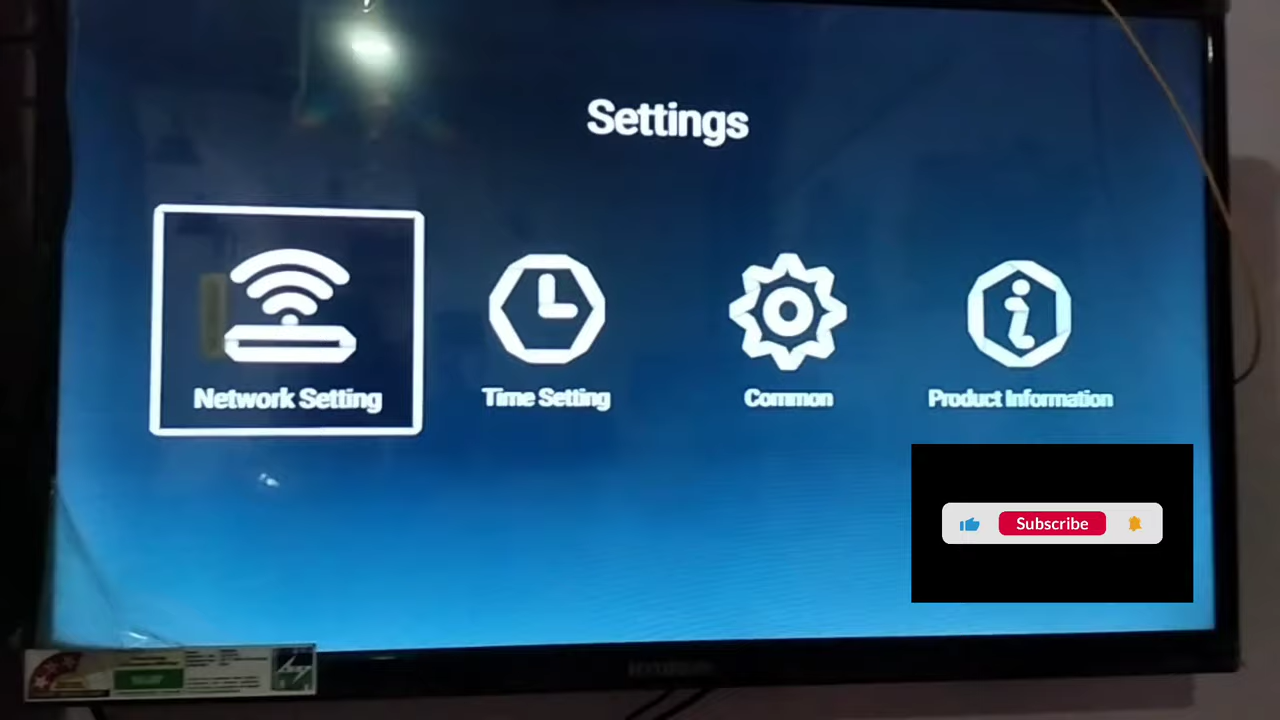 Settings
Network Setting
Time Setting
Common
Product Information
Subscribe